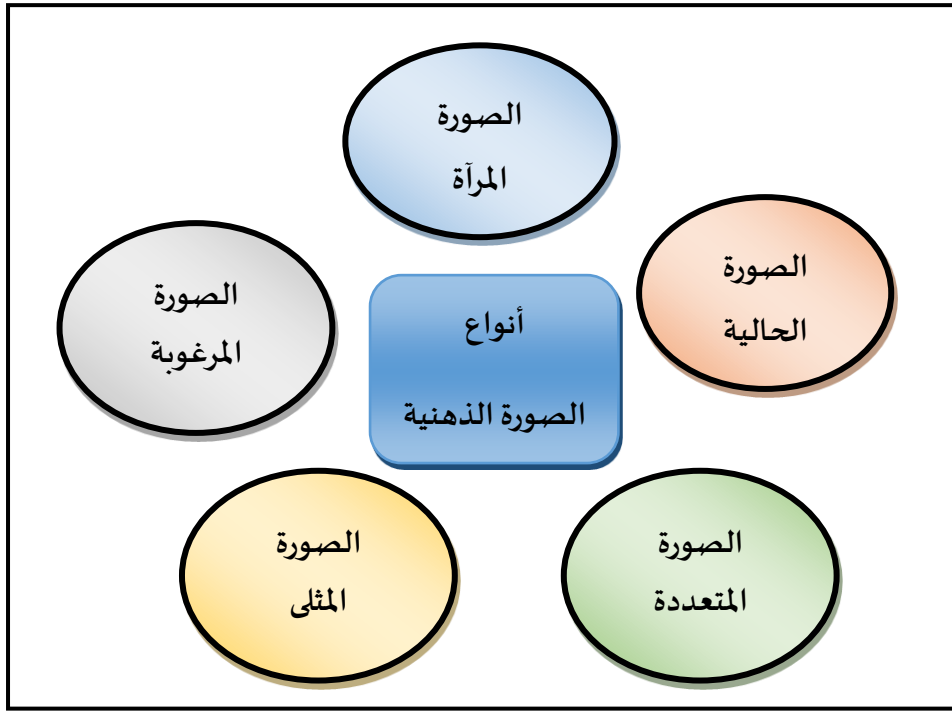 الصورة
المرآة
الصورة
الحالية
الصورة
المرغوبة
أنواع
الصورة الذهنية
الصورة
المثلى
الصورة
المتعددة